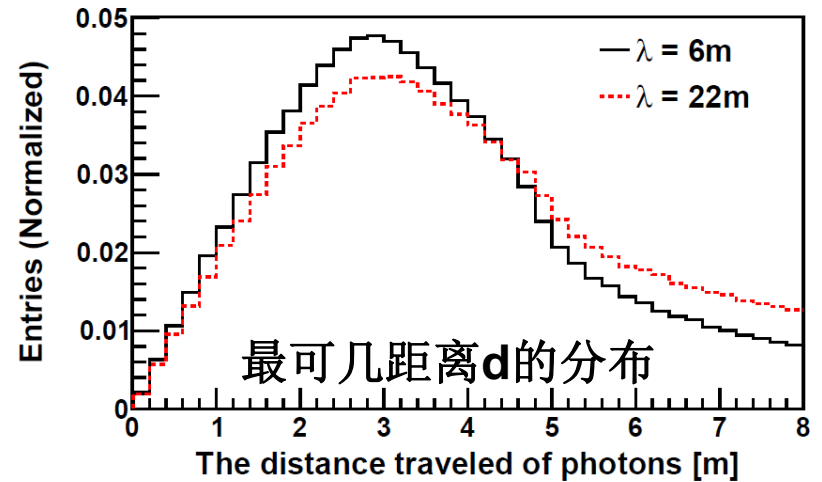 0.05
0.04
0.03
0.02
0.01
0
Entries (Normalized)
λ = 6m
λ = 22m
最可几距离d的分布
0 1 2 3 4 5 6 7 8
The distance traveled of photons [m]